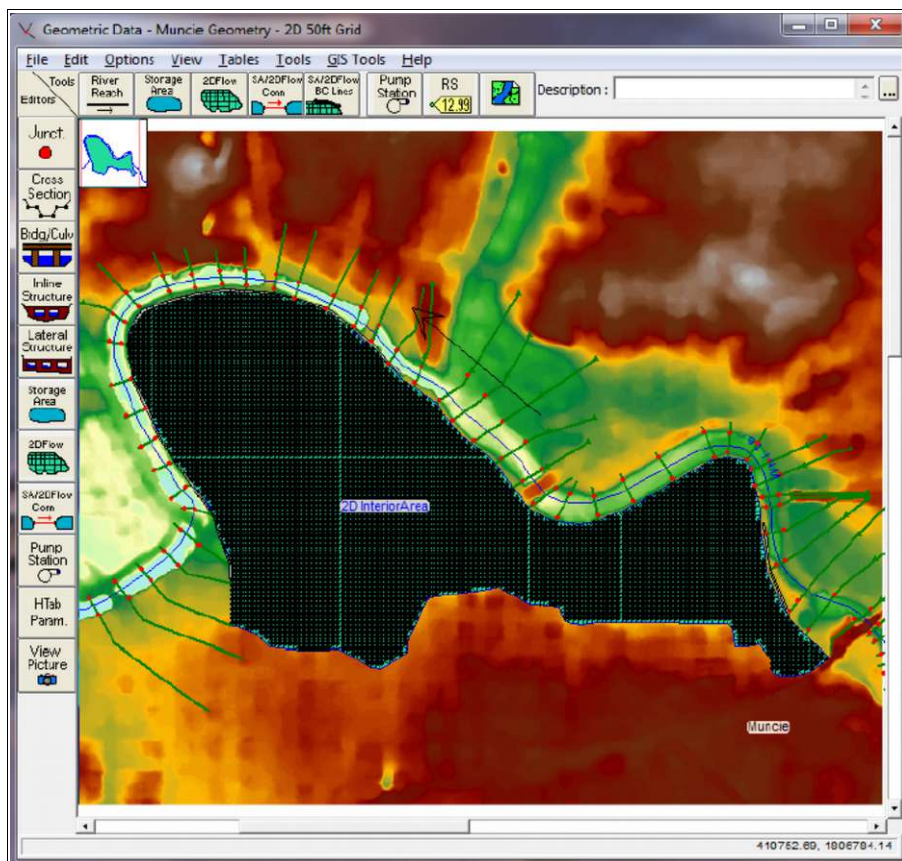 Geometric Data - Muncie Geometry - 2D 50ft Grid
File Edit Options View Tables Tools GIS Tools Help
Tools
Editors
River
Reach
Storage
Area
2DFlow
SA/2DFlow
Conn
SA/2DFlow
BC Lines
Pump
Station
RS
12.99
Description :
...
Junct.
Cross
Section
Brdg/Culv
Inline
Structure
Lateral
Structure
Storage
Area
2DFlow
SA/2DFlow
Conn
Pump
Station
HTab
Param.
View
Picture
2D InteriorArea
Muncie
410752.69, 1806784.14